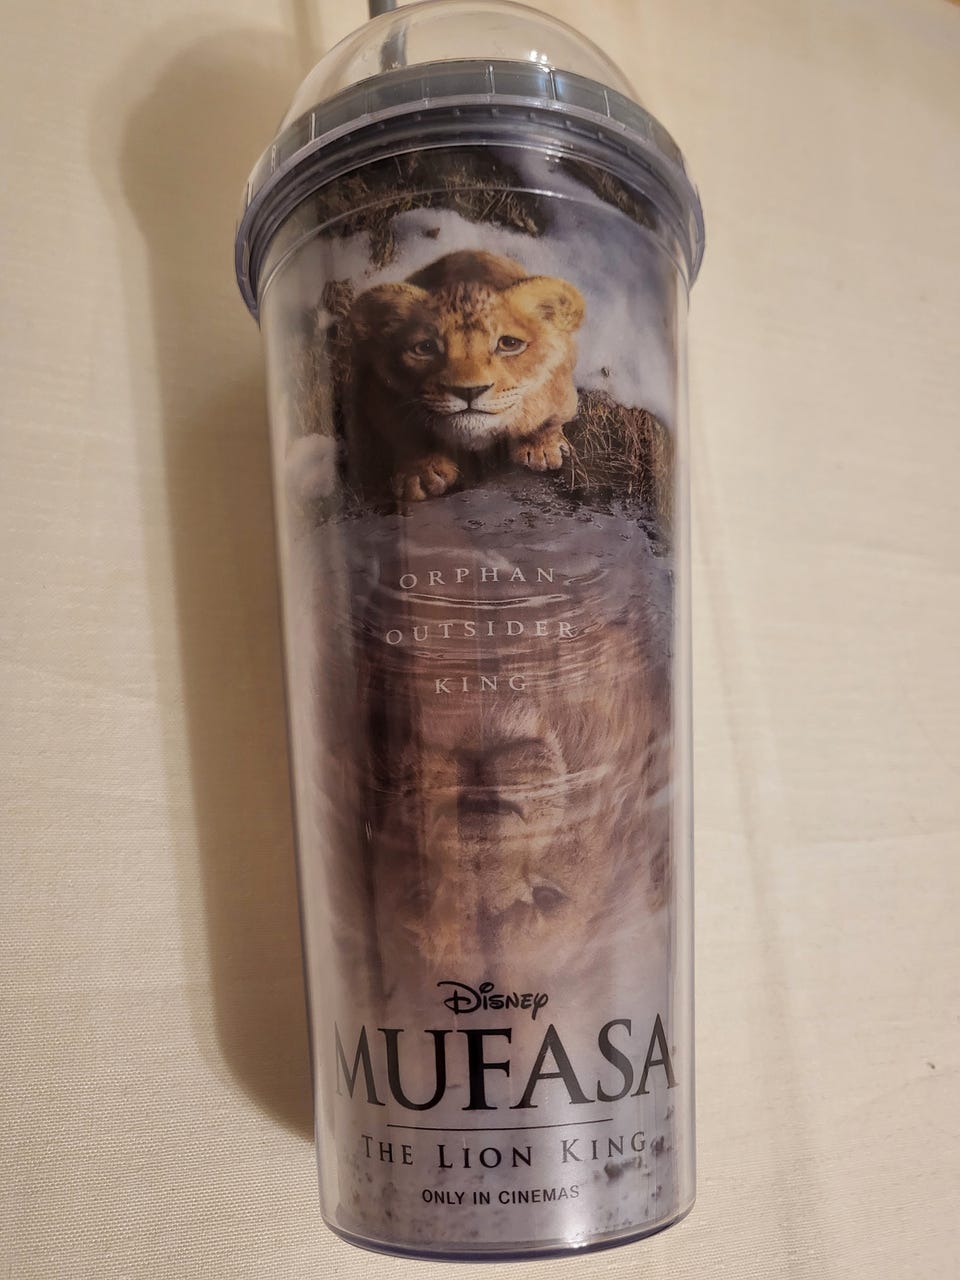 ORPHAN
OUTSIDER
KING
Disney
MUFASA
THE LION KING
ONLY IN CINEMAS